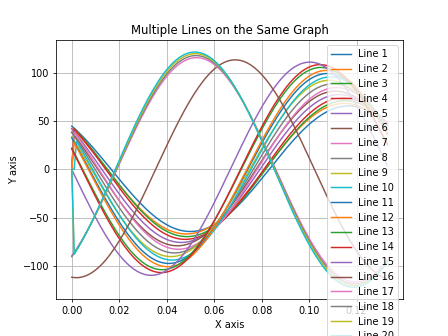 Multiple Lines on the Same Graph
Y axis
100
50
0
−50
−100
0.00
0.02
0.04
0.06
0.08
0.10
X axis
Line 1
Line 2
Line 3
Line 4
Line 5
Line 6
Line 7
Line 8
Line 9
Line 10
Line 11
Line 12
Line 13
Line 14
Line 15
Line 16
Line 17
Line 18
Line 19
Line 20